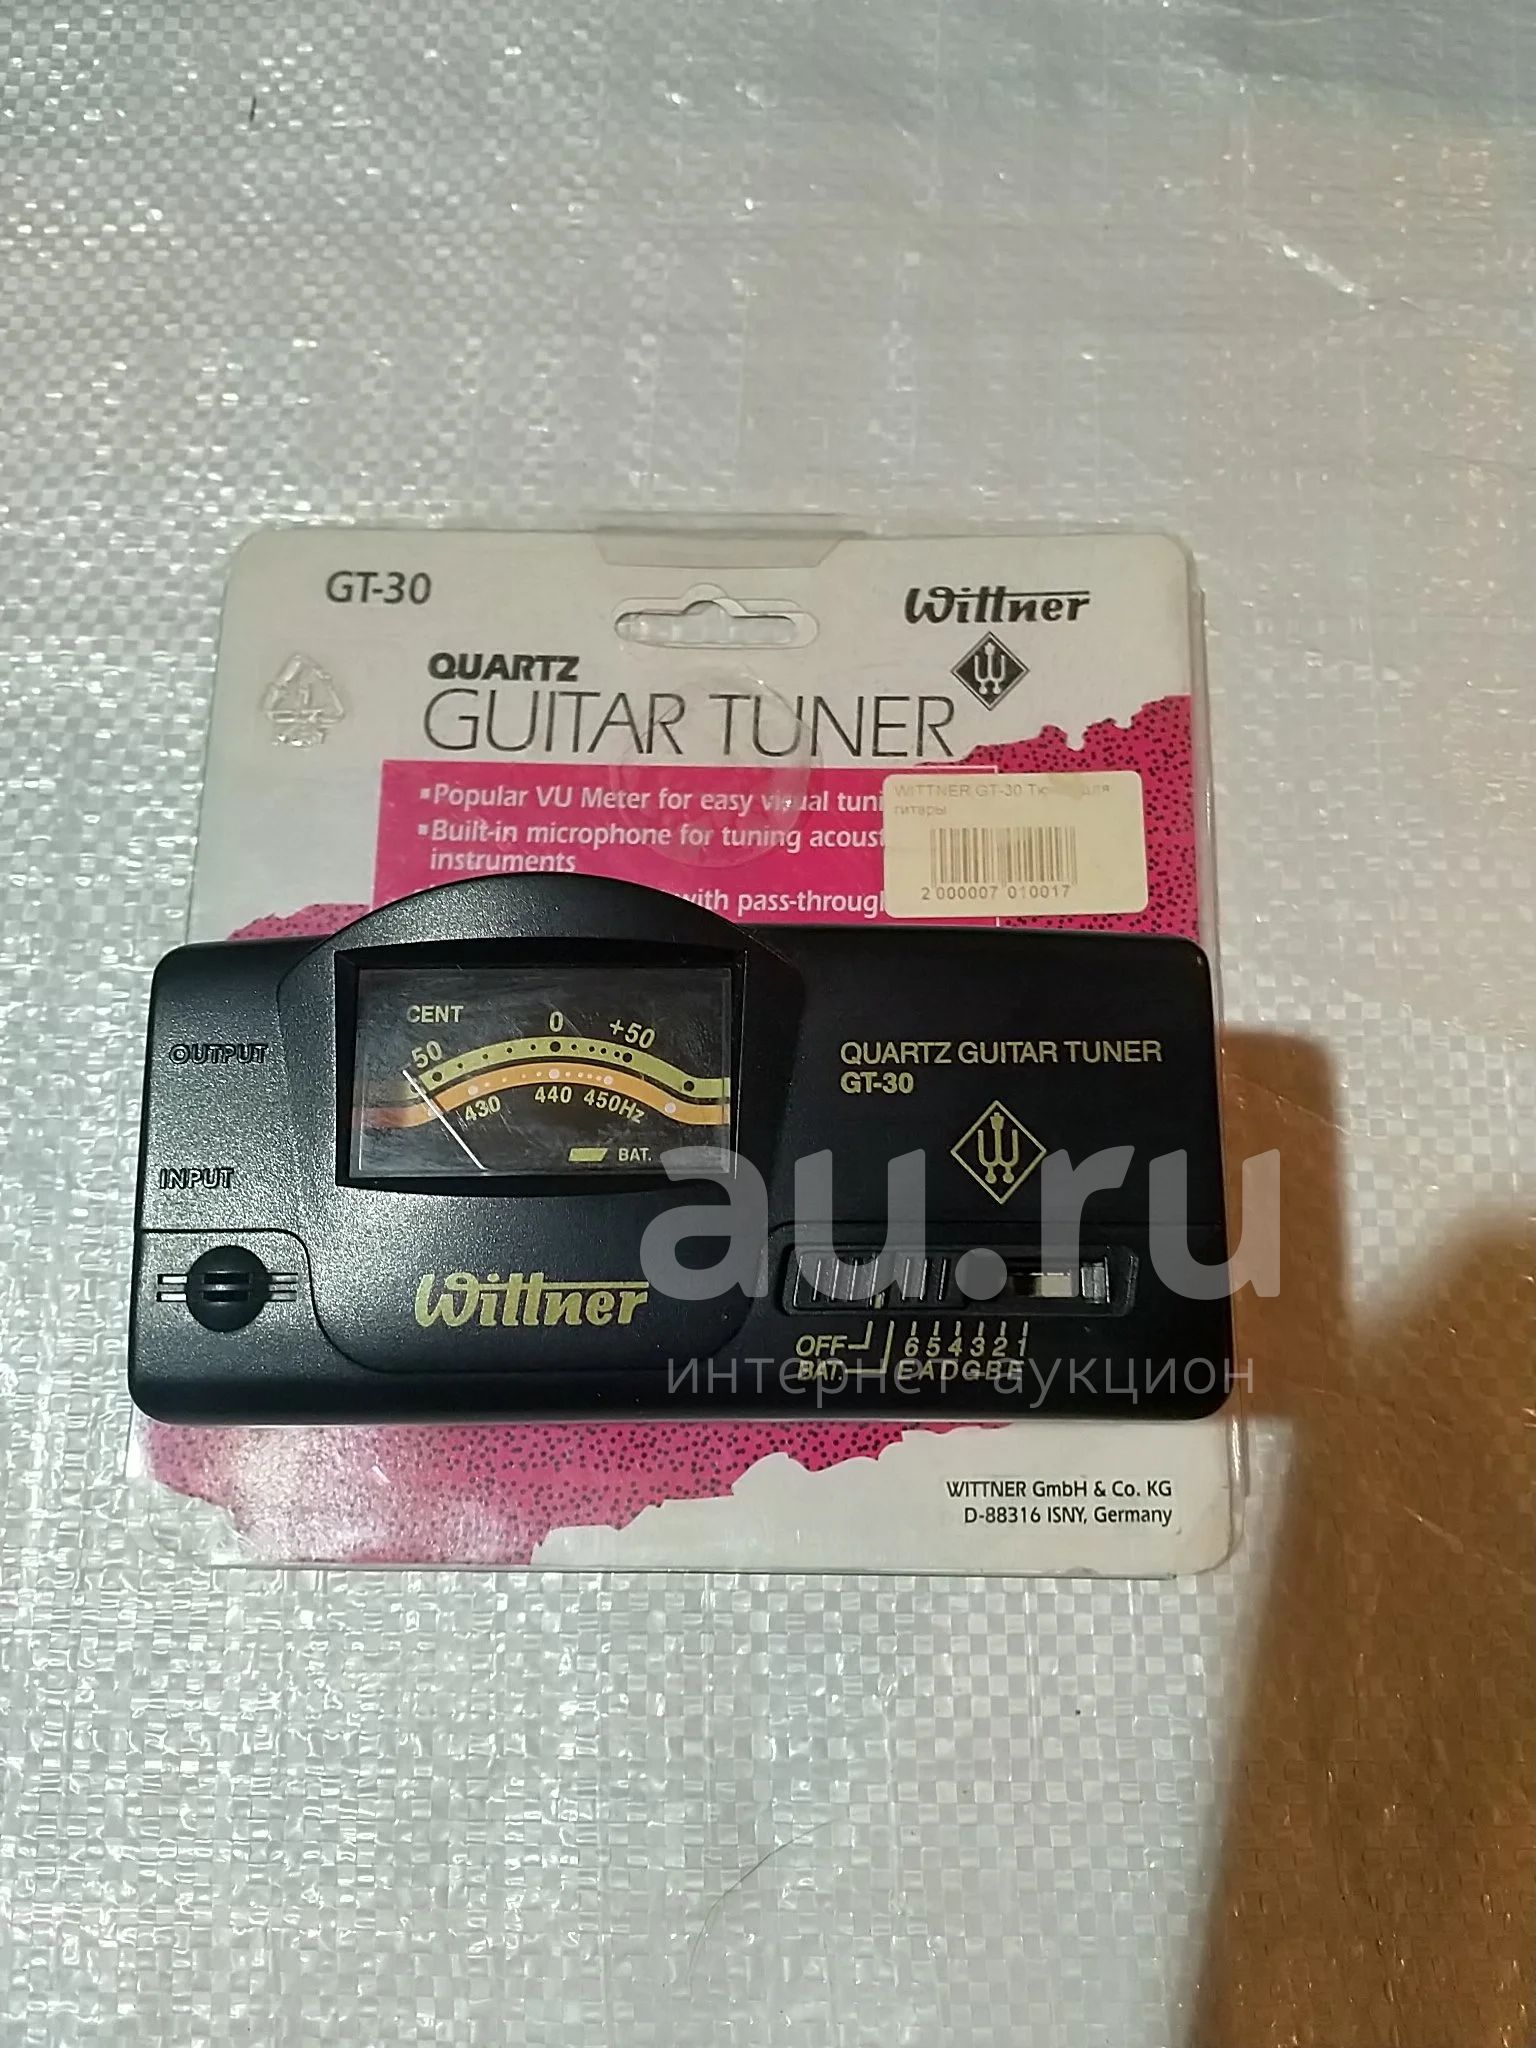 GT-30
Wittner
QUARTZ
GUITAR TUNER
▪Popular VU Meter for easy visual tuni
▪Built-in microphone for tuning acoust
instruments
with pass-through
WITTNER GT-30 для
гитары
2 000007 010017
OUTPUT
INPUT
CENT
50 0 +50
430 440 450Hz
BAT.
QUARTZ GUITAR TUNER
GT-30
Wittner
OFF 6 5 4 3 2 1
BAT. E A D G B E
au.ru
интернет аукцион
WITTNER GmbH & Co. KG
D-88316 ISNY, Germany